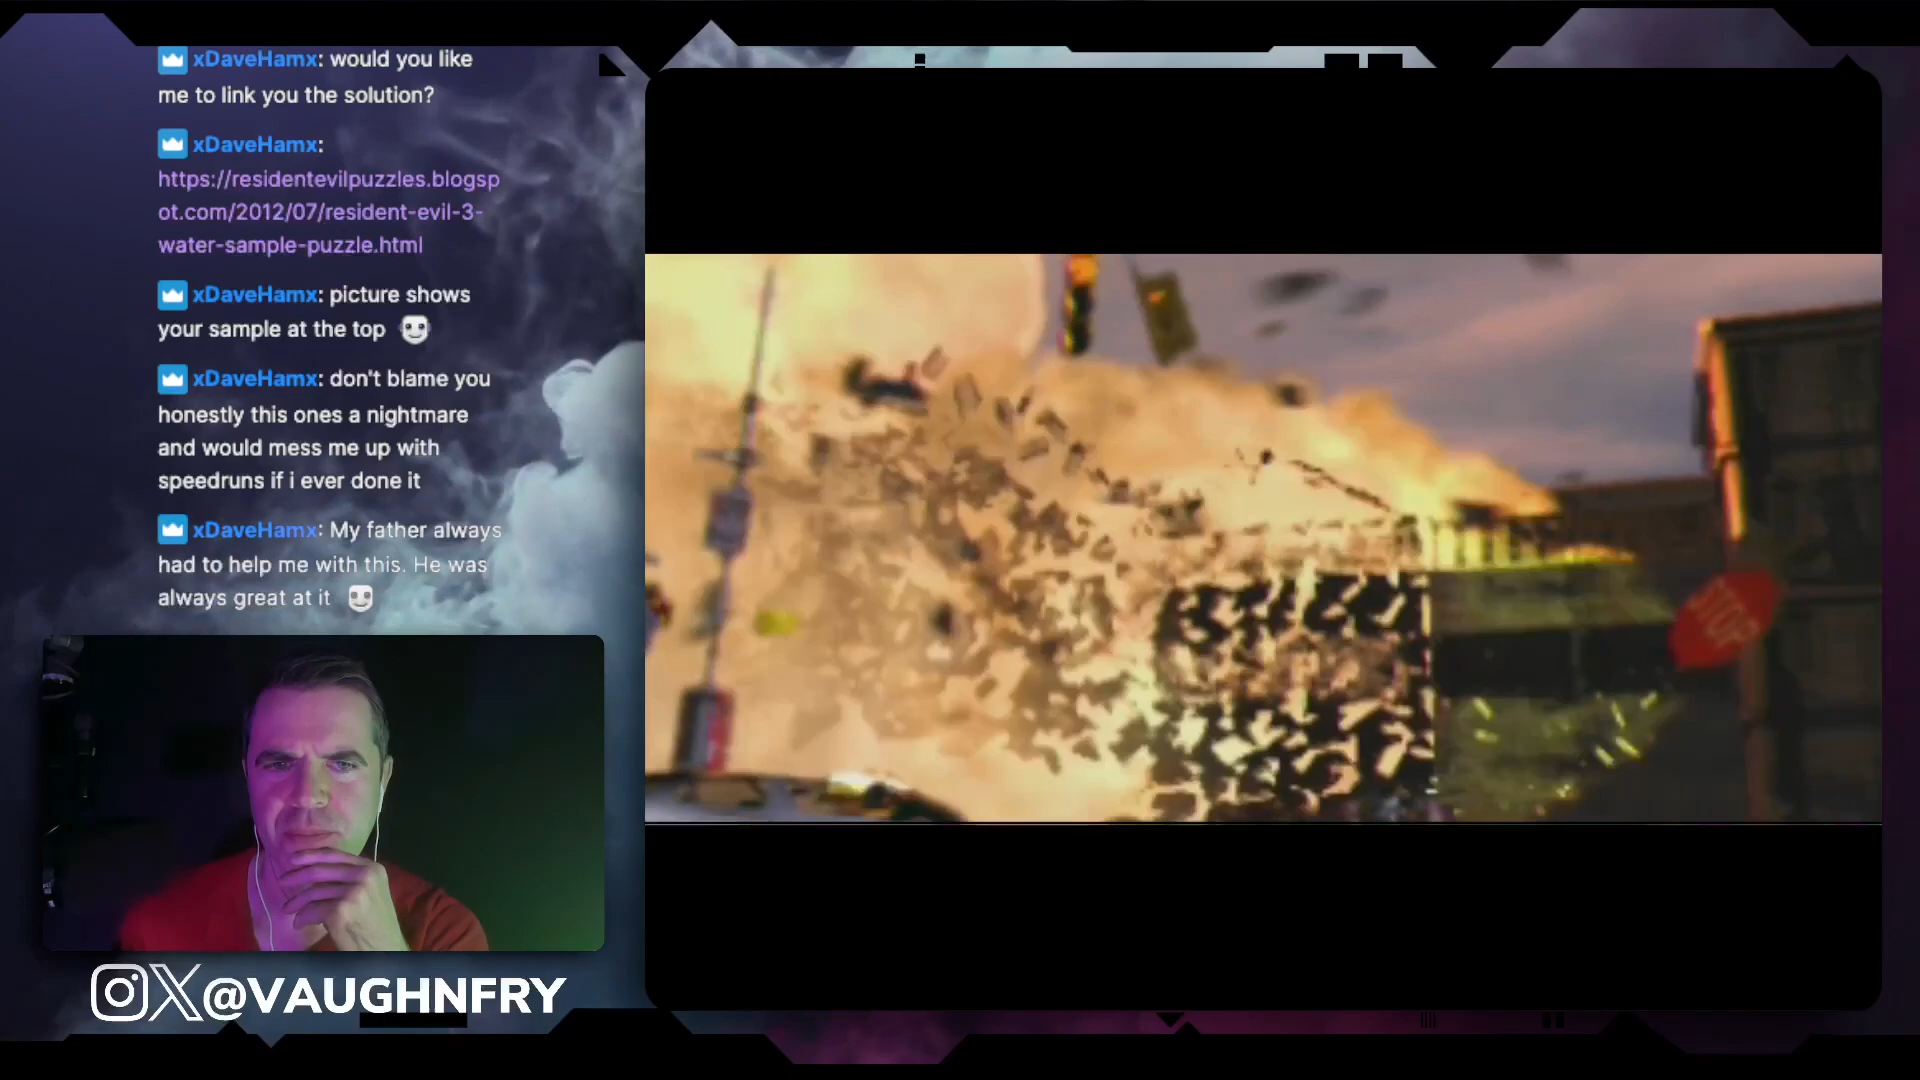 xDaveHamx: would you like
me to link you the solution?
xDaveHamx:
https://residentevilpuzzles.blogsp
ot.com/2012/07/resident-evil-3-
water-sample-puzzle.html
xDaveHamx: picture shows
your sample at the top
xDaveHamx: don't blame you
honestly this ones a nightmare
and would mess me up with
speedruns if i ever done it
xDaveHamx: My father always
had to help me with this. He was
always great at it
@VAUGHNFRY
STOP